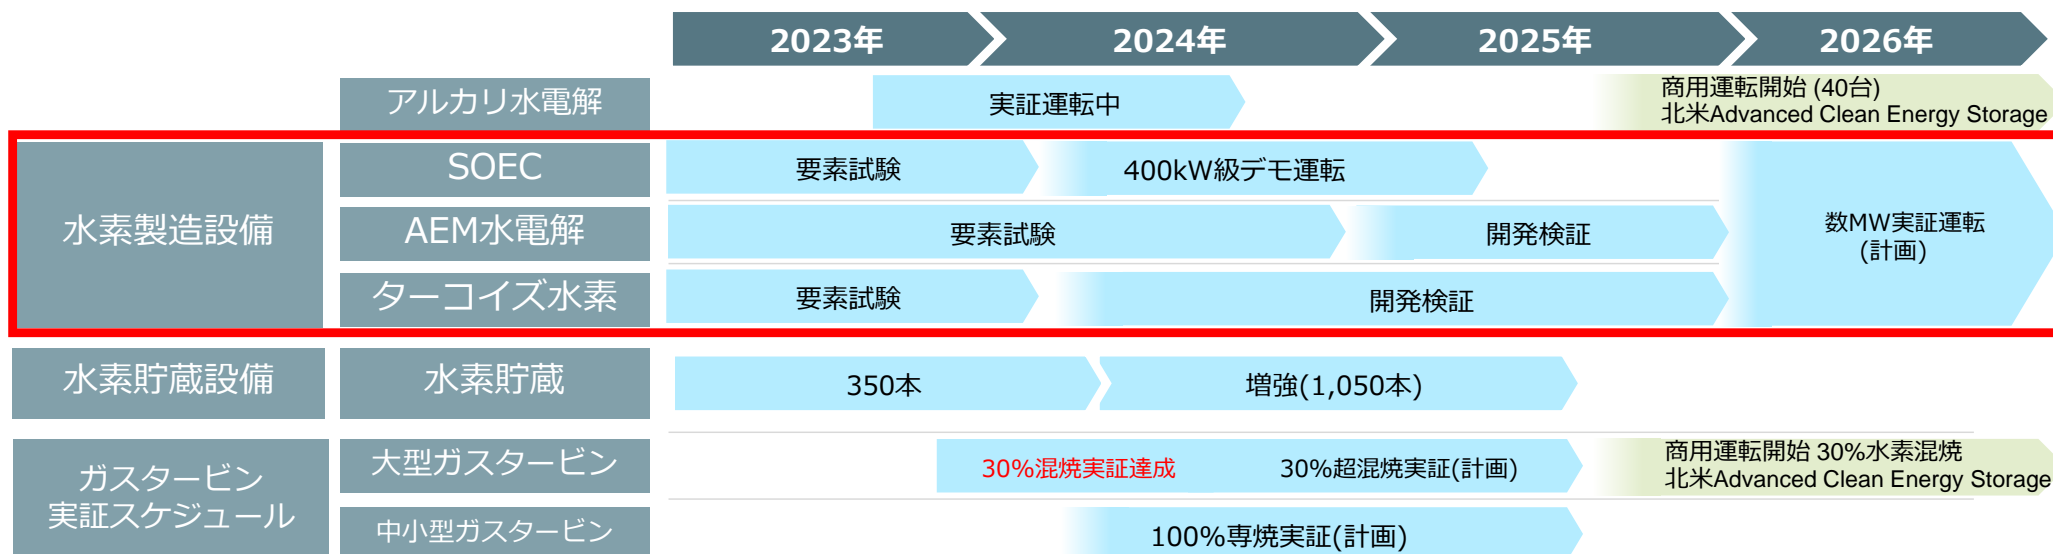 2023年
2024年
2025年
2026年
アルカリ水電解
実証運転中
商用運転開始 (40台)
北米Advanced Clean Energy Storage
水素製造設備
SOEC
要素試験
400kW級デモ運転
AEM水電解
要素試験
開発検証
ターコイズ水素
要素試験
開発検証
数MW実証運転
(計画)
水素貯蔵設備
水素貯蔵
350本
増強(1,050本)
ガスタービン
実証スケジュール
大型ガスタービン
30%混焼実証達成
30%超混焼実証(計画)
商用運転開始 30%水素混焼
北米Advanced Clean Energy Storage
中小型ガスタービン
100%専焼実証(計画)